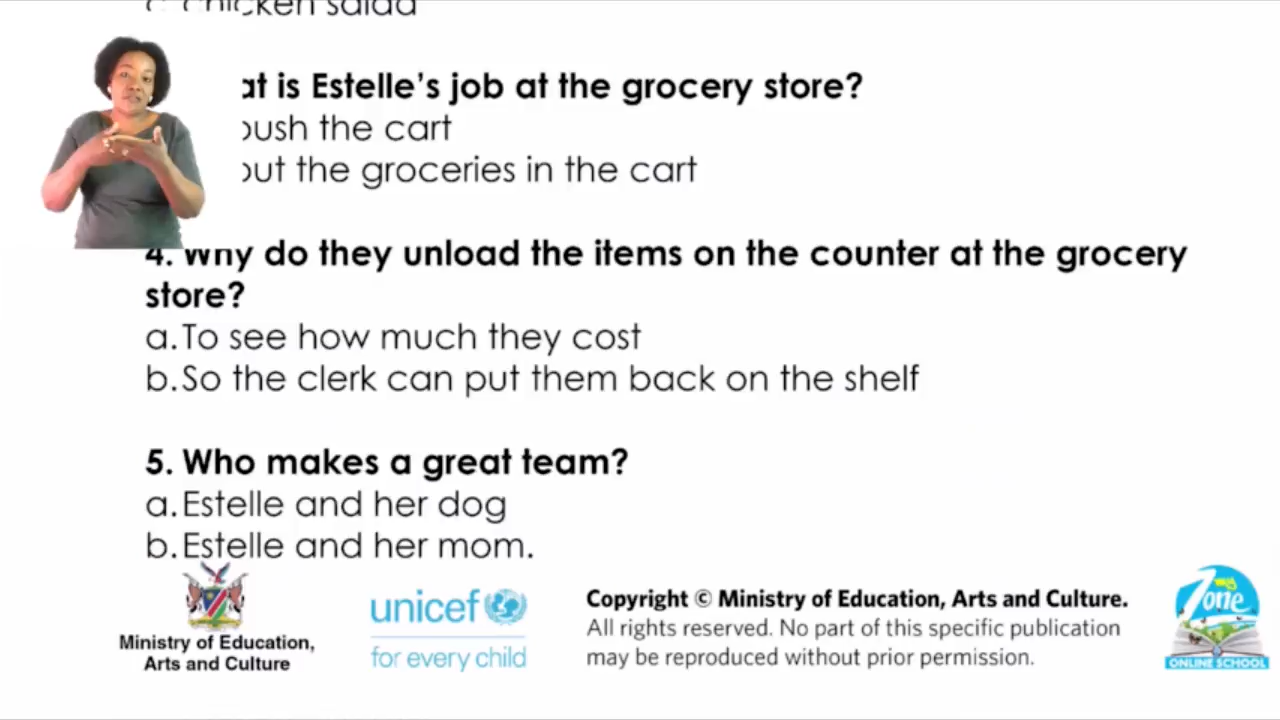 chicken salad
at is Estelle's job at the grocery store?
push the cart
put the groceries in the cart
4. Why do they unload the items on the counter at the grocery
store?
a. To see how much they cost
b. So the clerk can put them back on the shelf
5. Who makes a great team?
a. Estelle and her dog
b. Estelle and her mom.
Ministry of Education,
Arts and Culture
unicef
for every child
Copyright © Ministry of Education, Arts and Culture.
All rights reserved. No part of this specific publication
may be reproduced without prior permission.
my
Zone
ONLINE SCHOOL